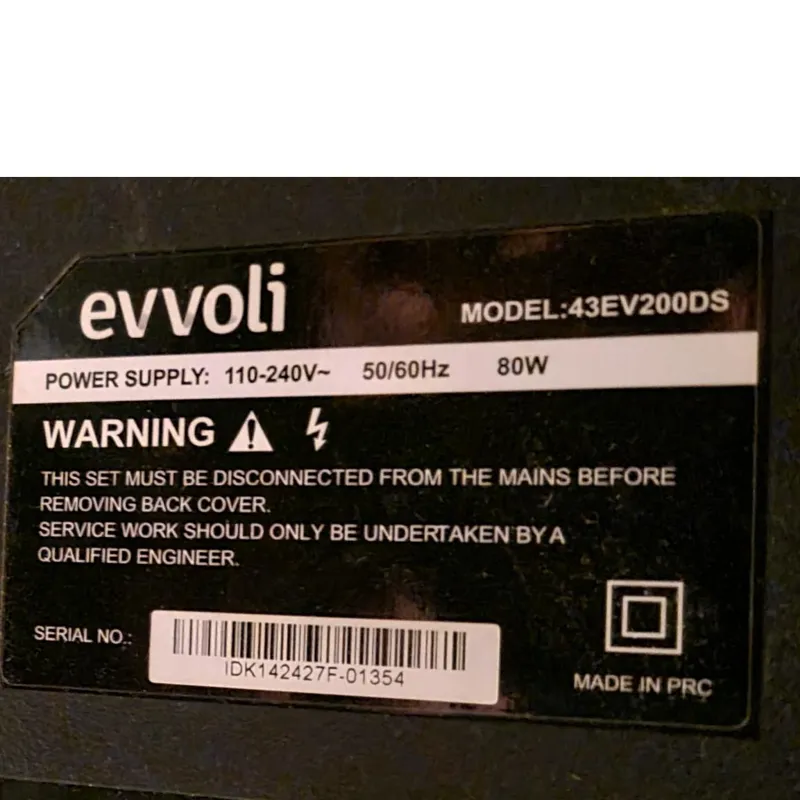 evvoli
MODEL:43EV200DS
POWER SUPPLY: 110-240V~ 50/60Hz 80W
WARNING
THIS SET MUST BE DISCONNECTED FROM THE MAINS BEFORE
REMOVING BACK COVER.
SERVICE WORK SHOULD ONLY BE UNDERTAKEN BY A
QUALIFIED ENGINEER.
SERIAL NO.:
IDK142427F-01354
MADE IN PRC